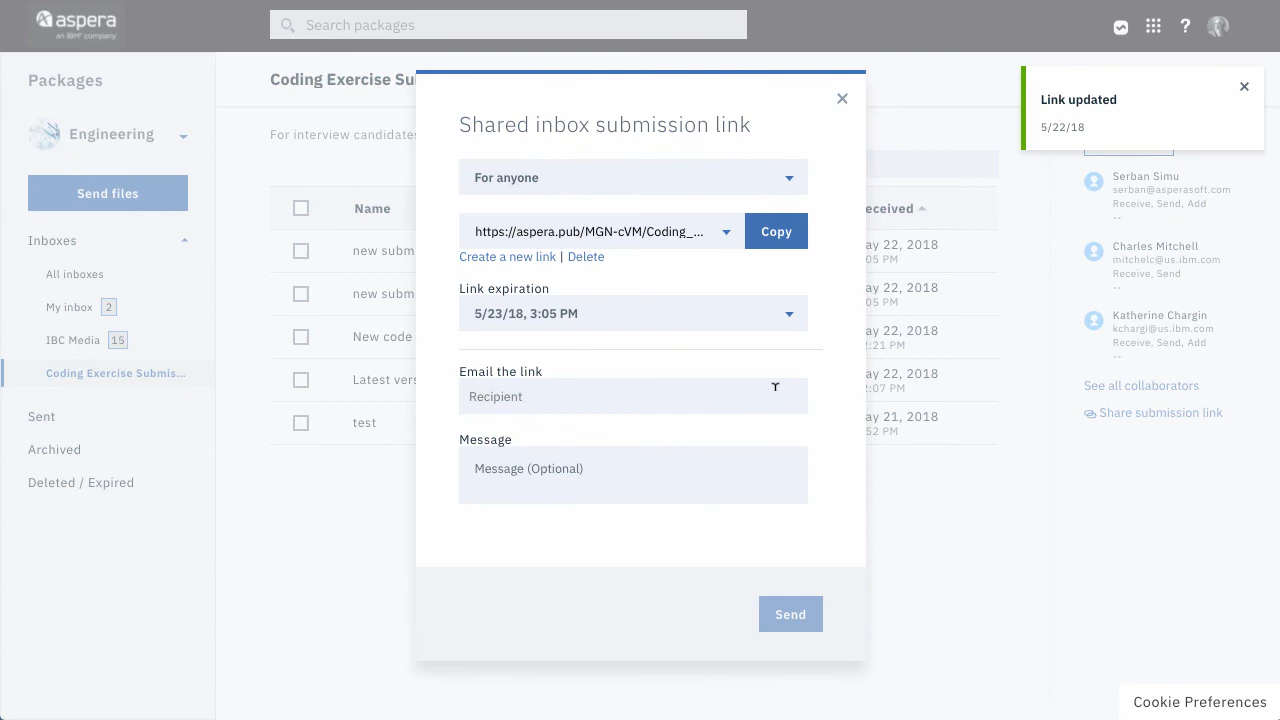 aspera
an IBM company
Search packages
?
Packages
Engineering
Send files
Inboxes
All inboxes
My inbox 2
IBC Media 15
Coding Exercise Submis...
Sent
Archived
Deleted / Expired
Coding Exercise Su
For interview candidates
Name
eceived
new subm
ay 22, 2018
:05 PM
new subm
ay 22, 2018
:05 PM
New code
ay 22, 2018
:21 PM
Latest vers
ay 22, 2018
:07 PM
test
ay 21, 2018
:52 PM
Shared inbox submission link
For anyone
https://aspera.pub/MGN-cVM/Coding_...
Copy
Create a new link | Delete
Link expiration
5/23/18, 3:05 PM
Email the link
Recipient
Message
Message (Optional)
Send
Link updated
5/22/18
Serban Simu
serban@asperasoft.com
Receive, Send, Add
--
Charles Mitchell
mitchelc@us.ibm.com
Receive, Send
--
Katherine Chargin
kchargi@us.ibm.com
Receive, Send, Add
--
See all collaborators
Share submission link
Cookie Preferences